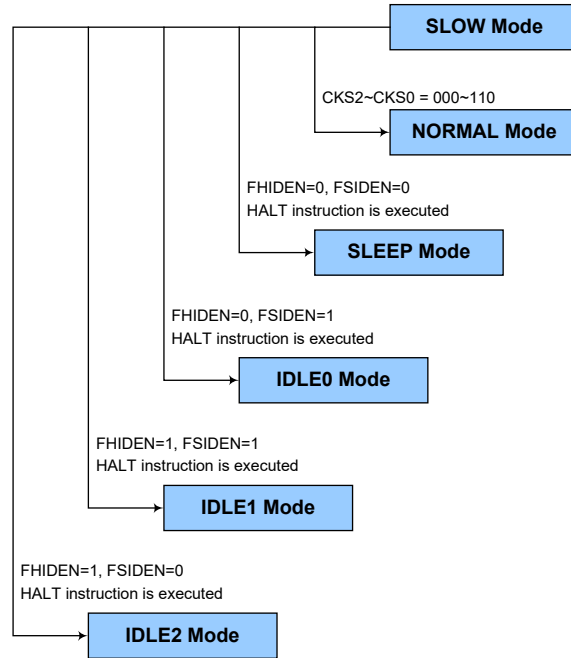 SLOW Mode
CKS2~CKS0 = 000~110
NORMAL Mode
FHIDEN=0, FSIDEN=0
HALT instruction is executed
SLEEP Mode
FHIDEN=0, FSIDEN=1
HALT instruction is executed
IDLE0 Mode
FHIDEN=1, FSIDEN=1
HALT instruction is executed
IDLE1 Mode
FHIDEN=1, FSIDEN=0
HALT instruction is executed
IDLE2 Mode